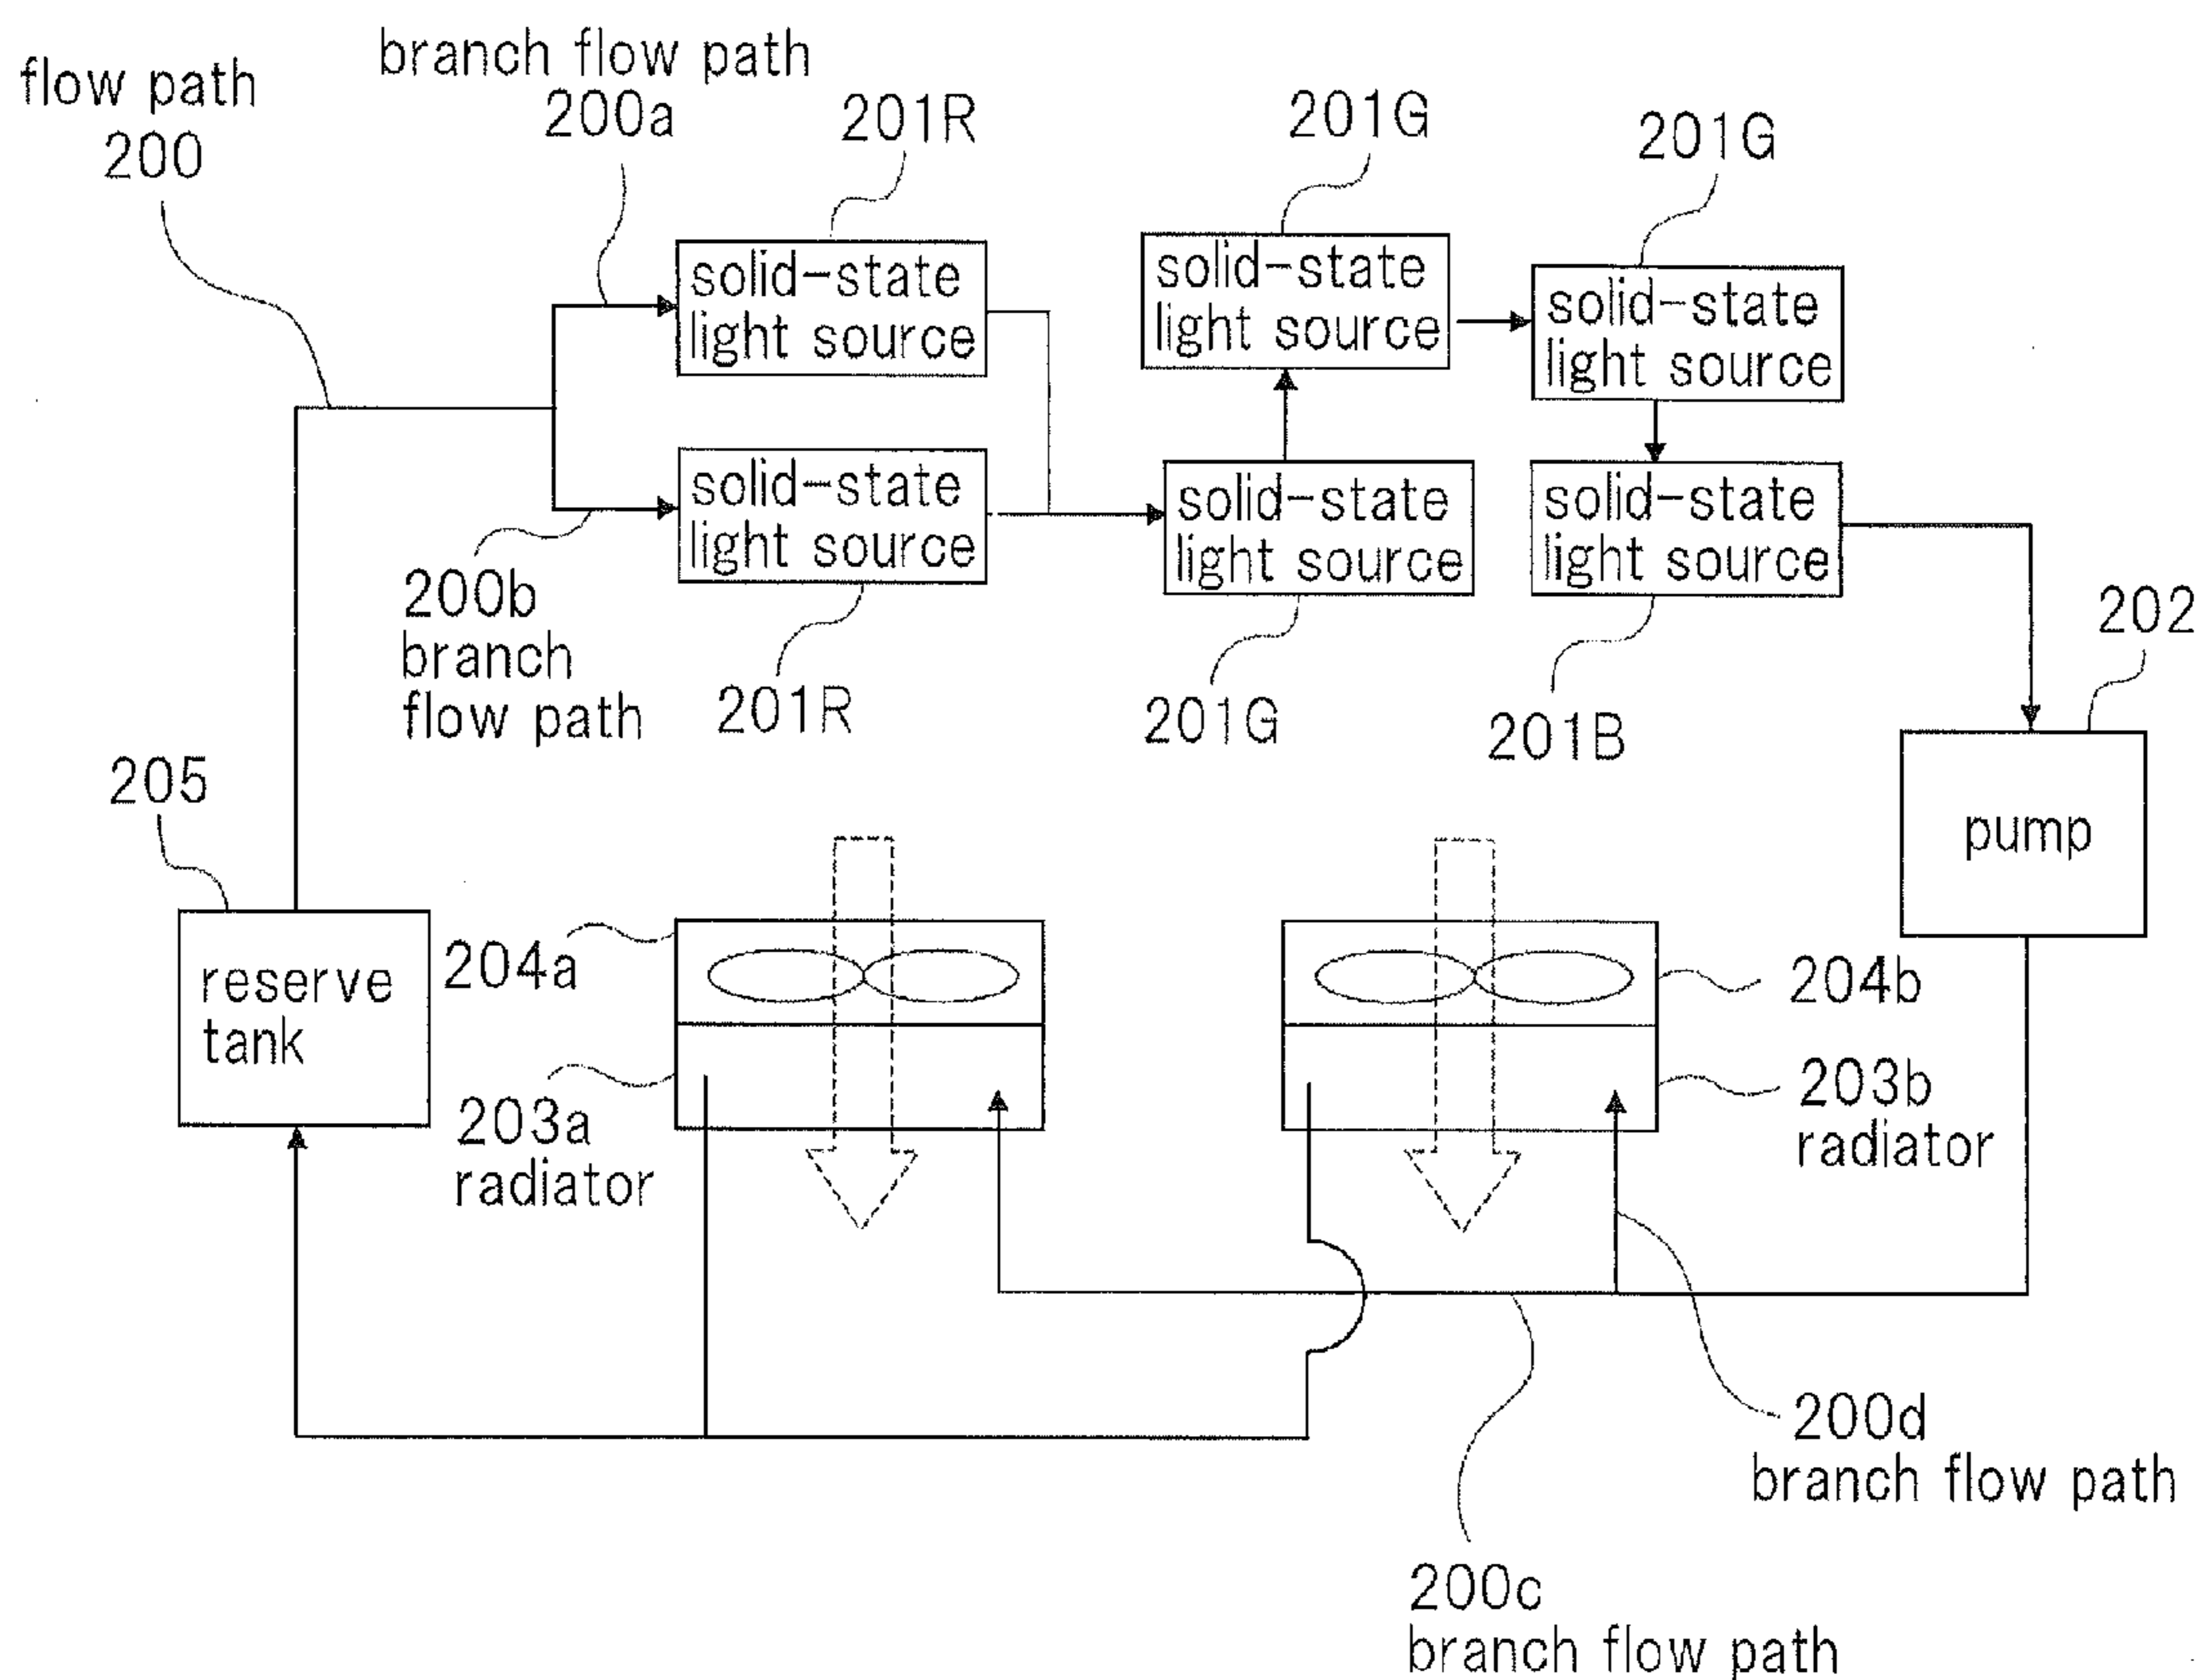 flow path
200
branch flow path
200a
201R
201G
201G
solid-state
light source
solid-state
light source
solid-state
light source
solid-state
light source
solid-state
light source
solid-state
light source
200b
branch
flow path
201R
201G
201B
202
pump
205
reserve
tank
204a
203a
radiator
204b
203b
radiator
200d
branch flow path
200c
branch flow path